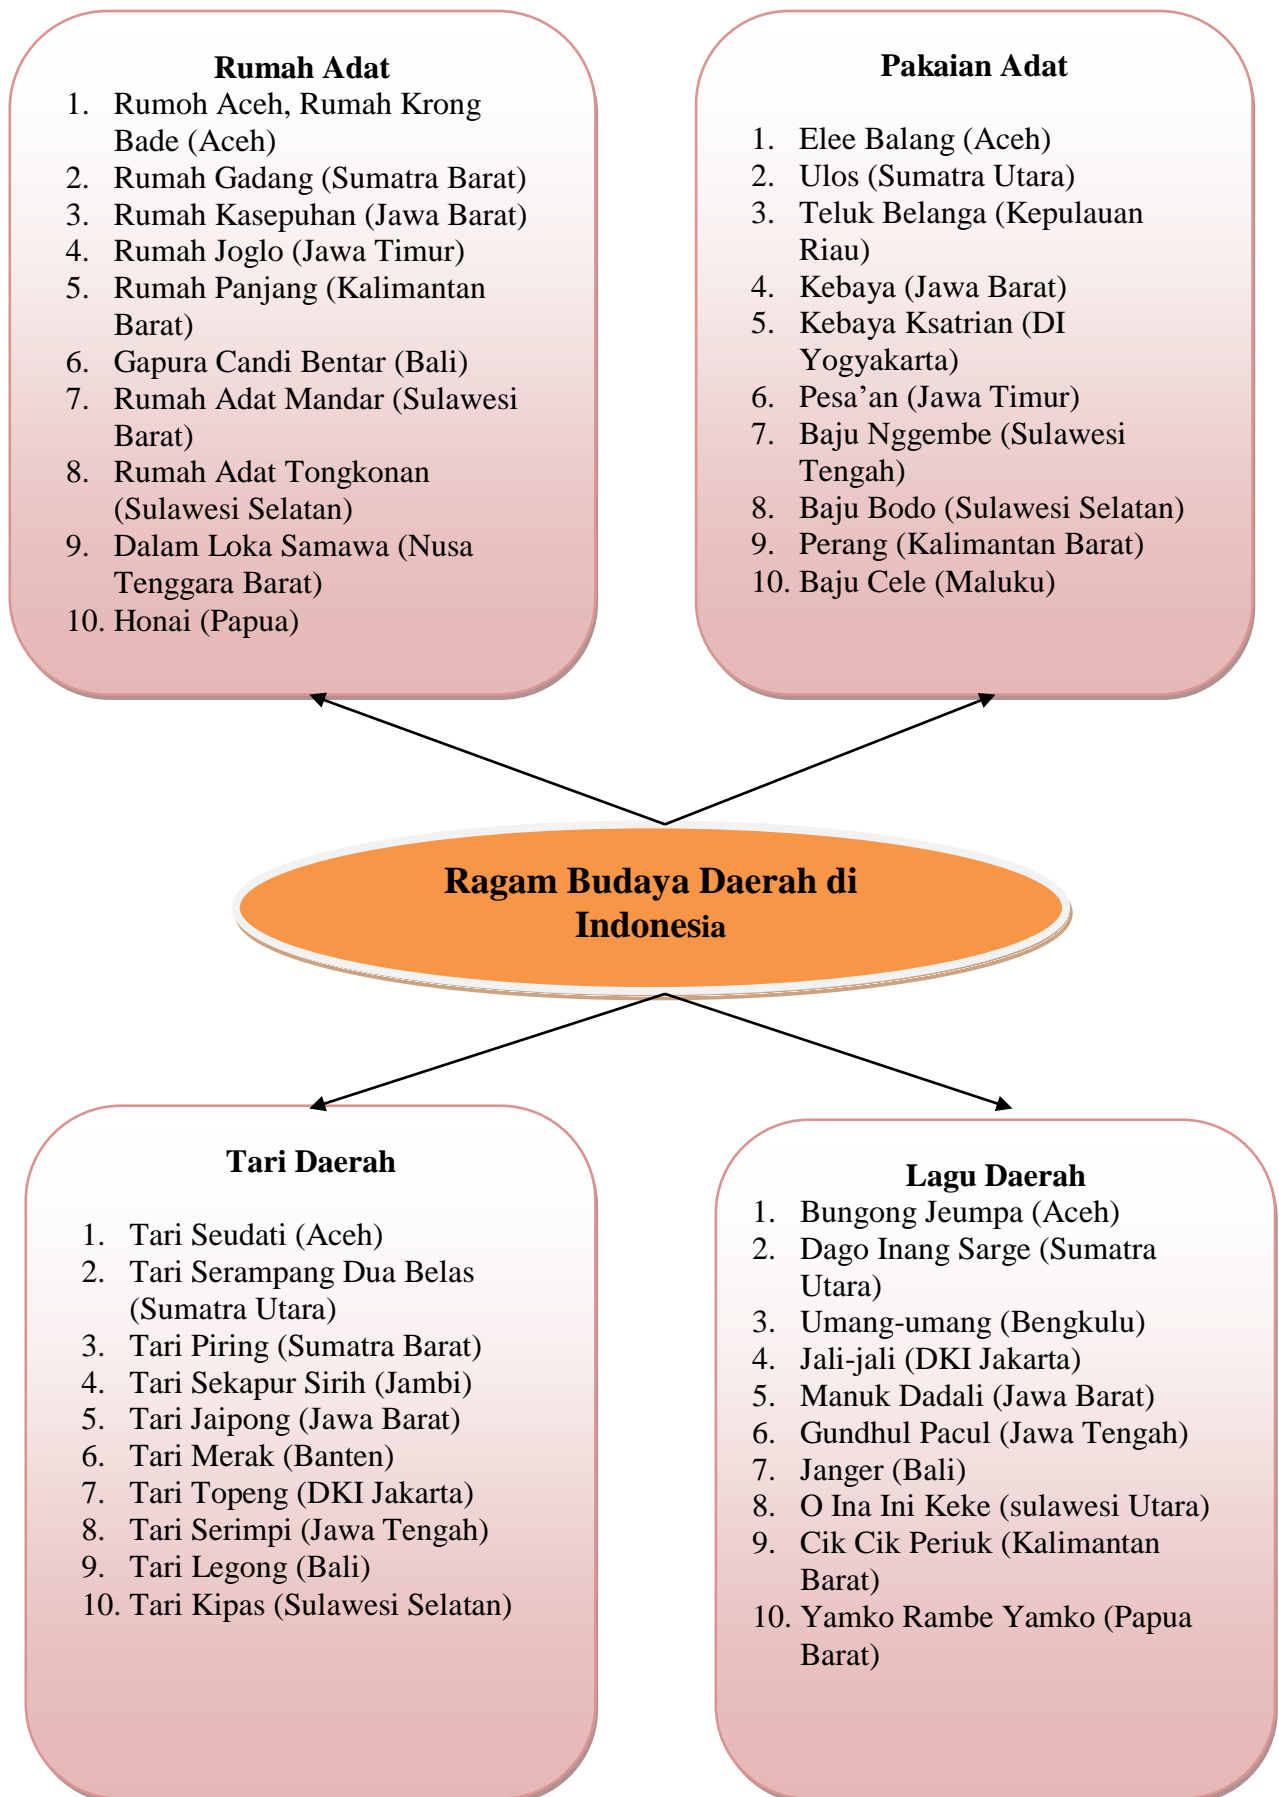 Rumah Adat
1. Rumoh Aceh, Rumah Krong
Bade (Aceh)
2. Rumah Gadang (Sumatra Barat)
3. Rumah Kasepuhan (Jawa Barat)
4. Rumah Joglo (Jawa Timur)
5. Rumah Panjang (Kalimantan
Barat)
6. Gapura Candi Bentar (Bali)
7. Rumah Adat Mandar (Sulawesi
Barat)
8. Rumah Adat Tongkonan
(Sulawesi Selatan)
9. Dalam Loka Samawa (Nusa
Tenggara Barat)
10. Honai (Papua)
Pakaian Adat
1. Elee Balang (Aceh)
2. Ulos (Sumatra Utara)
3. Teluk Belanga (Kepulauan
Riau)
4. Kebaya (Jawa Barat)
5. Kebaya Ksatrian (DI
Yogyakarta)
6. Pesa’an (Jawa Timur)
7. Baju Nggembe (Sulawesi
Tengah)
8. Baju Bodo (Sulawesi Selatan)
9. Perang (Kalimantan Barat)
10. Baju Cele (Maluku)
Ragam Budaya Daerah di
Indonesia
Tari Daerah
1. Tari Seudati (Aceh)
2. Tari Serampang Dua Belas
(Sumatra Utara)
3. Tari Piring (Sumatra Barat)
4. Tari Sekapur Sirih (Jambi)
5. Tari Jaipong (Jawa Barat)
6. Tari Merak (Banten)
7. Tari Topeng (DKI Jakarta)
8. Tari Serimpi (Jawa Tengah)
9. Tari Legong (Bali)
10. Tari Kipas (Sulawesi Selatan)
Lagu Daerah
1. Bungong Jeumpa (Aceh)
2. Dago Inang Sarge (Sumatra
Utara)
3. Umang-umang (Bengkulu)
4. Jali-jali (DKI Jakarta)
5. Manuk Dadali (Jawa Barat)
6. Gundhul Pacul (Jawa Tengah)
7. Janger (Bali)
8. O Ina Ini Keke (sulawesi Utara)
9. Cik Cik Periuk (Kalimantan
Barat)
10. Yamko Rambe Yamko (Papua
Barat)